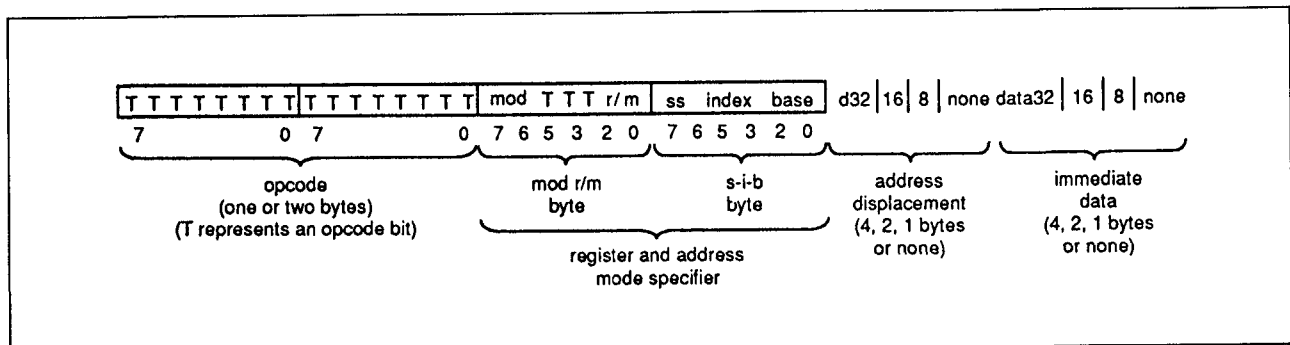 T T T T T T T T T T T T T T T T mod T T T r/m ss index base d32 | 16 | 8 | none data32 | 16 | 8 | none
7 0 7 0 7 6 5 3 2 0 7 6 5 3 2 0
opcode
(one or two bytes)
(T represents an opcode bit)
mod r/m
byte
s-i-b
byte
address
displacement
(4, 2, 1 bytes
or none)
immediate
data
(4, 2, 1 bytes
or none)
register and address
mode specifier